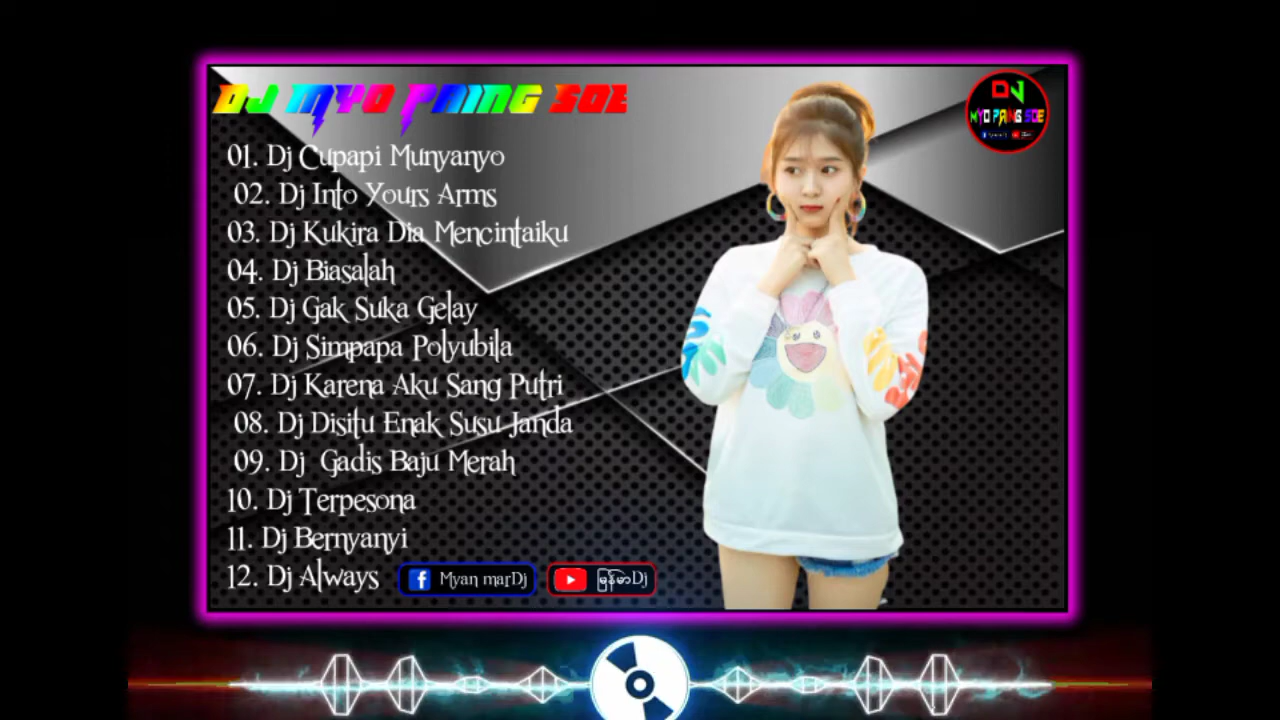 DJ MYO PAING SOE
DJ
MYO PAING SOE
01. Dj Cupapi Munyanyo
02. Dj Into Yours Arms
03. Dj Kukira Dia Mencintaiku
04. Dj Biasalah
05. Dj Gak Suka Gelay
06. Dj Simpapa Polyubila
07. Dj Karena Aku Sang Putri
08. Dj Disitu Enak Susu Janda
09. Dj Gadis Baju Merah
10. Dj Terpesona
11. Dj Bernyanyi
12. Dj Always
Myan marDj
မြန်မာDj